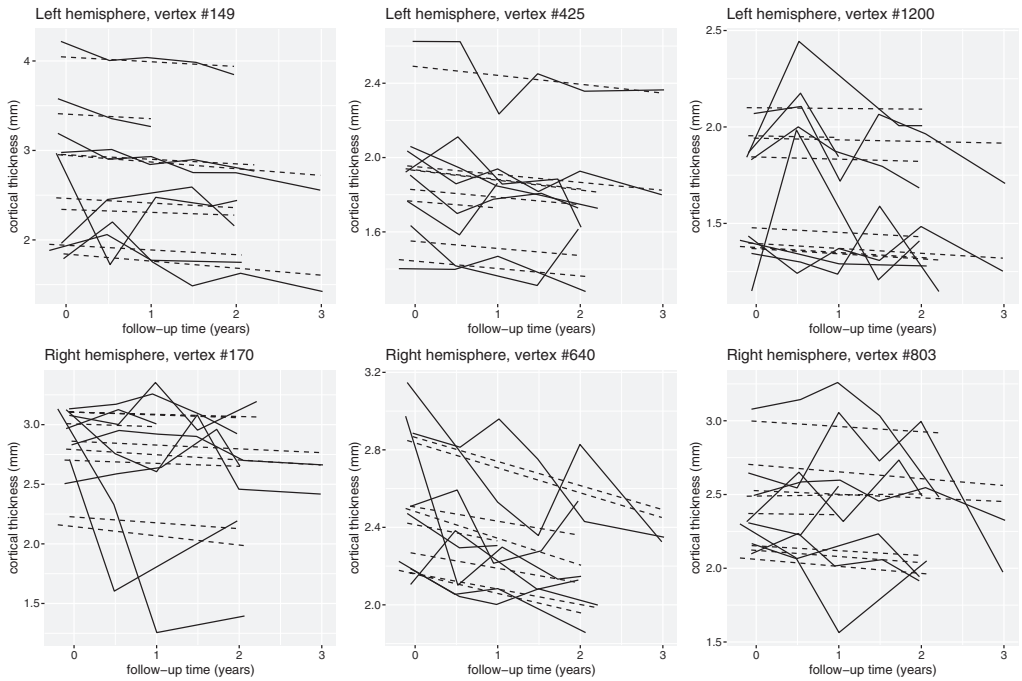 Left hemisphere, vertex #149
Left hemisphere, vertex #425
Left hemisphere, vertex #1200
cortical thickness (mm)
4
3
2
0 1 2 3
follow−up time (years)
cortical thickness (mm)
2.4
2.0
1.6
0 1 2 3
follow−up time (years)
cortical thickness (mm)
2.5
2.0
1.5
0 1 2 3
follow−up time (years)
Right hemisphere, vertex #170
Right hemisphere, vertex #640
Right hemisphere, vertex #803
cortical thickness (mm)
3.0
2.5
2.0
1.5
0 1 2 3
follow−up time (years)
cortical thickness (mm)
3.2
2.8
2.4
2.0
0 1 2 3
follow−up time (years)
cortical thickness (mm)
3.0
2.5
2.0
1.5
0 1 2 3
follow−up time (years)